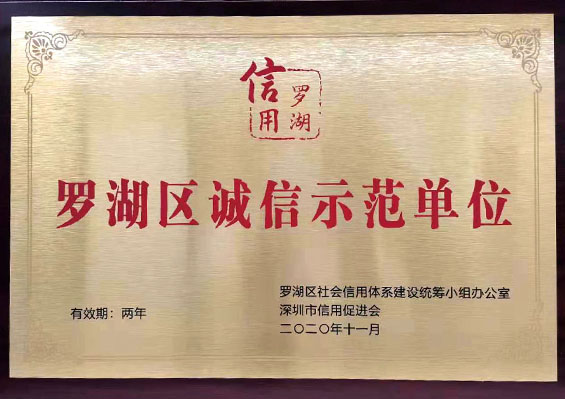 信用
罗湖
罗湖区诚信示范单位
有效期：两年
罗湖区社会信用体系建设统筹小组办公室
深圳市信用促进会
二〇二〇年十一月